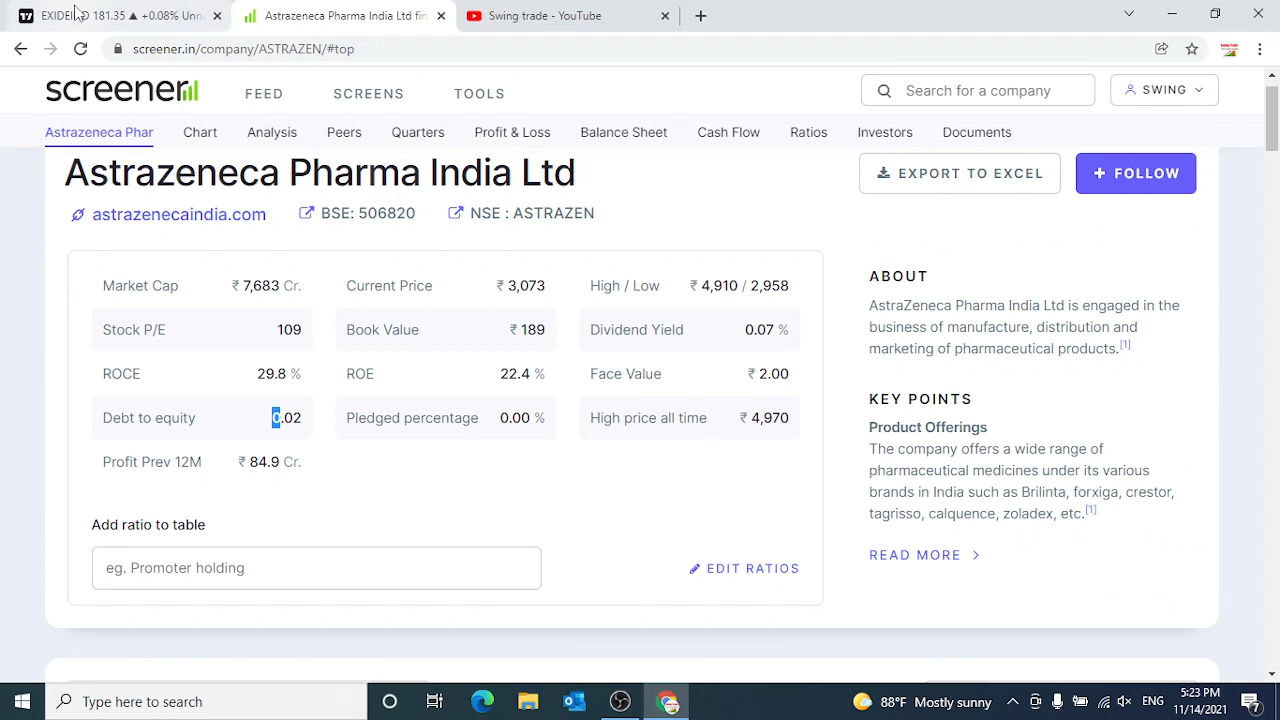 EXIDEIND 181.35 ▲ +0.08% Unn
Astrazeneca Pharma India Ltd fin
Swing trade - YouTube
screener.in/company/ASTRAZEN/#top
screener
FEED
SCREENS
TOOLS
Search for a company
SWING
Astrazeneca Phar
Chart
Analysis
Peers
Quarters
Profit & Loss
Balance Sheet
Cash Flow
Ratios
Investors
Documents
Astrazeneca Pharma India Ltd
EXPORT TO EXCEL
+ FOLLOW
astrazenecaindia.com
BSE: 506820
NSE : ASTRAZEN
Market Cap ₹ 7,683 Cr.
Current Price ₹ 3,073
High / Low ₹ 4,910 / 2,958
Stock P/E 109
Book Value ₹ 189
Dividend Yield 0.07 %
ROCE 29.8 %
ROE 22.4 %
Face Value ₹ 2.00
Debt to equity 0.02
Pledged percentage 0.00 %
High price all time ₹ 4,970
Profit Prev 12M ₹ 84.9 Cr.
Add ratio to table
eg. Promoter holding
EDIT RATIOS
ABOUT
AstraZeneca Pharma India Ltd is engaged in the
business of manufacture, distribution and
marketing of pharmaceutical products.[1]
KEY POINTS
Product Offerings
The company offers a wide range of
pharmaceutical medicines under its various
brands in India such as Brilinta, forxiga, crestor,
tagrisso, calquence, zoladex, etc.[1]
READ MORE
Type here to search
88°F Mostly sunny
ENG
5:23 PM
11/14/2021
7